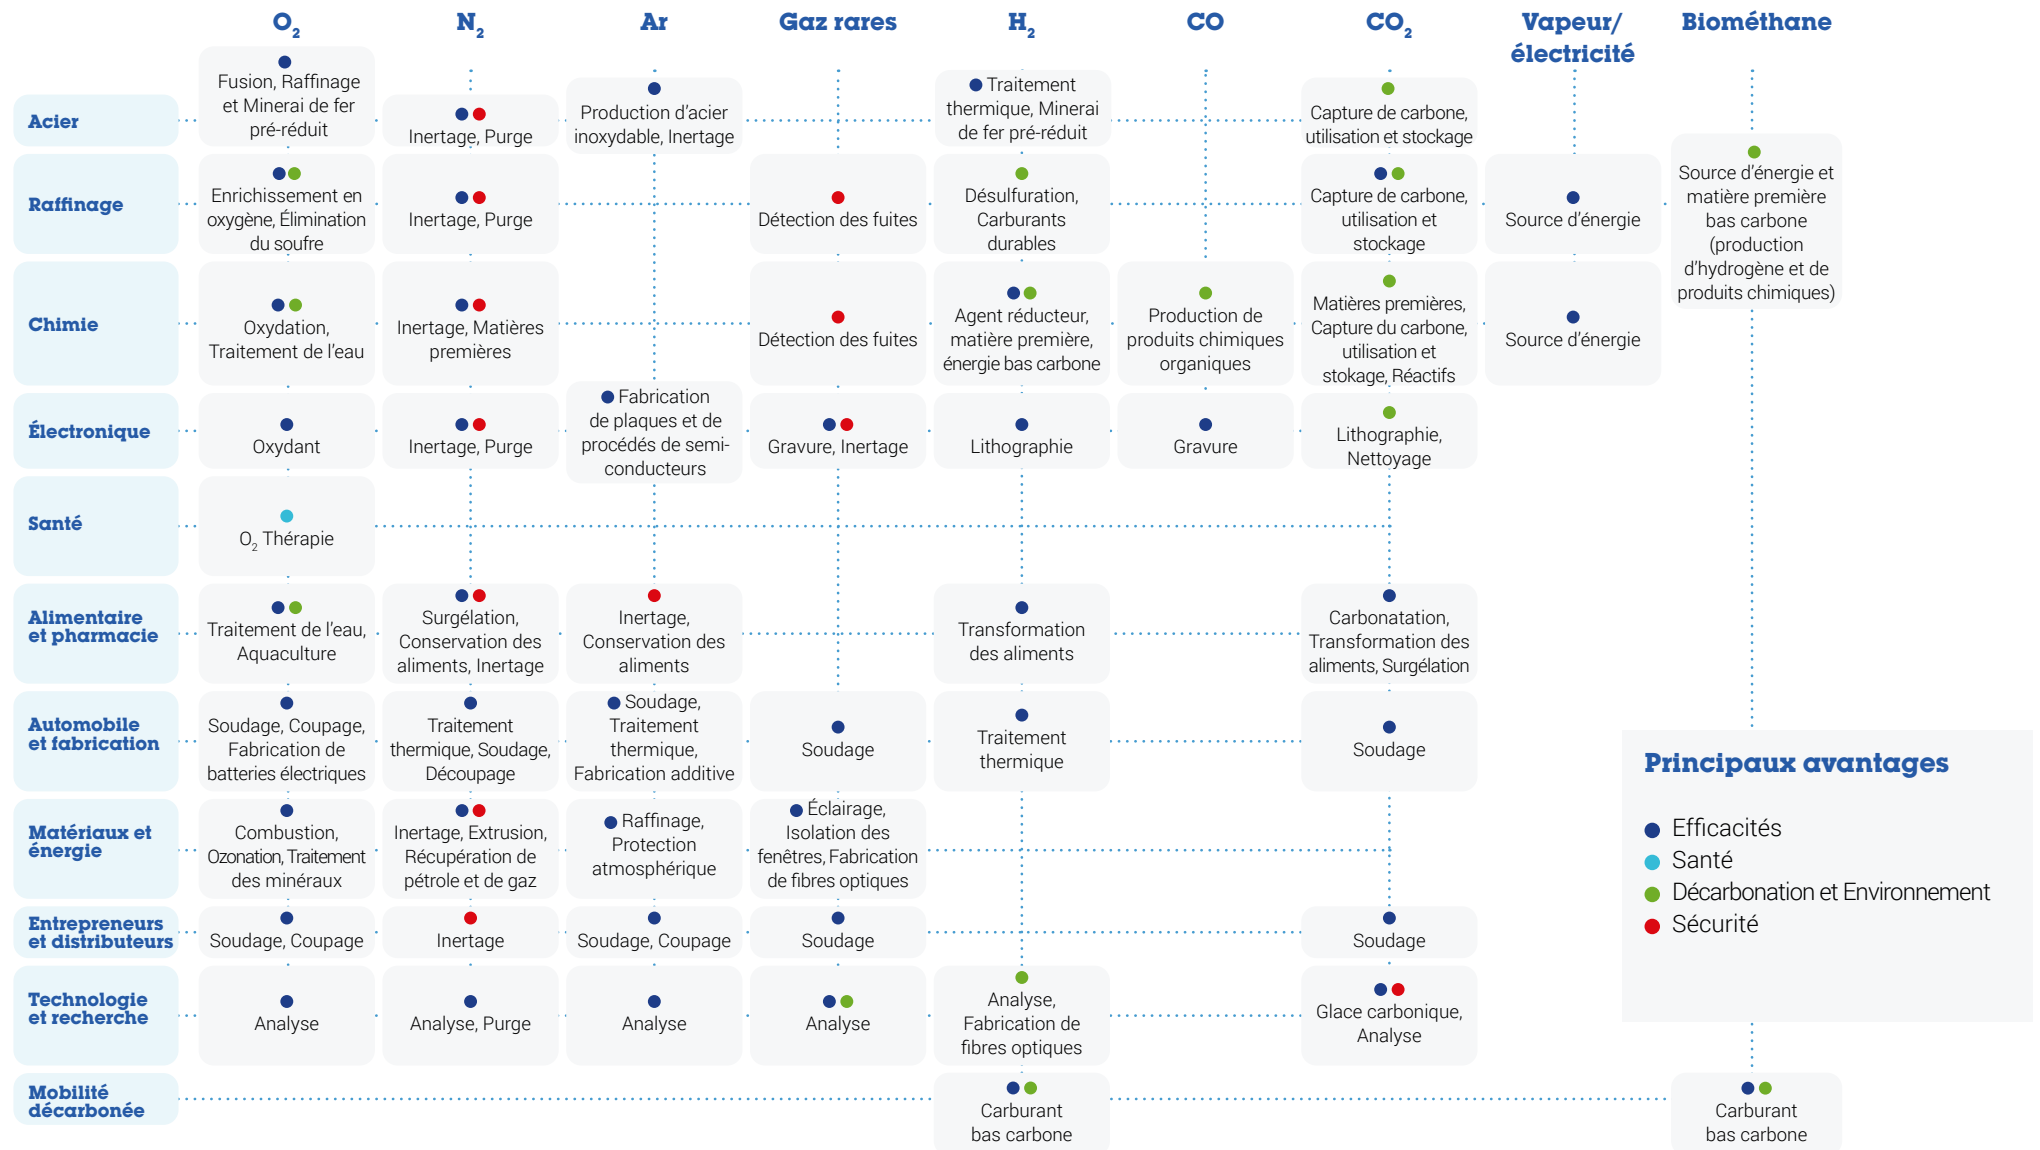 O2
N2
Ar
Gaz rares
H2
CO
CO2
Vapeur/
électricité
Biométhane
Acier
Fusion, Raffinage
et Minerai de fer
pré-réduit
Inertage, Purge
Production d’acier
inoxydable, Inertage
Traitement
thermique, Minerai
de fer pré-réduit
Capture de carbone,
utilisation et stockage
Raffinage
Enrichissement en
oxygène, Élimination
du soufre
Inertage, Purge
Détection des fuites
Désulfuration,
Carburants
durables
Capture de carbone,
utilisation et
stockage
Source d’énergie
Source d’énergie et
matière première
bas carbone
(production
d’hydrogène et de
produits chimiques)
Chimie
Oxydation,
Traitement de l’eau
Inertage, Matières
premières
Détection des fuites
Agent réducteur,
matière première,
énergie bas carbone
Production de
produits chimiques
organiques
Matières premières,
Capture du carbone,
utilisation et
stokage, Réactifs
Source d’énergie
Électronique
Oxydant
Inertage, Purge
Fabrication
de plaques et de
procédés de semi-
conducteurs
Gravure, Inertage
Lithographie
Gravure
Lithographie,
Nettoyage
Santé
O2 Thérapie
Alimentaire
et pharmacie
Traitement de l’eau,
Aquaculture
Surgélation,
Conservation des
aliments, Inertage
Inertage,
Conservation des
aliments
Transformation
des aliments
Carbonatation,
Transformation des
aliments, Surgélation
Automobile
et fabrication
Soudage, Coupage,
Fabrication de
batteries électriques
Traitement
thermique, Soudage,
Découpage
Soudage,
Traitement
thermique,
Fabrication additive
Soudage
Traitement
thermique
Soudage
Matériaux et
énergie
Combustion,
Ozonation, Traitement
des minéraux
Inertage, Extrusion,
Récupération de
pétrole et de gaz
Raffinage,
Protection
atmosphérique
Éclairage,
Isolation des
fenêtres, Fabrication
de fibres optiques
Entrepreneurs
et distributeurs
Soudage, Coupage
Inertage
Soudage, Coupage
Soudage
Soudage
Technologie
et recherche
Analyse
Analyse, Purge
Analyse
Analyse
Analyse,
Fabrication de
fibres optiques
Glace carbonique,
Analyse
Mobilité
décarbonée
Carburant
bas carbone
Carburant
bas carbone
Principaux avantages
Efficacités
Santé
Décarbonation et Environnement
Sécurité